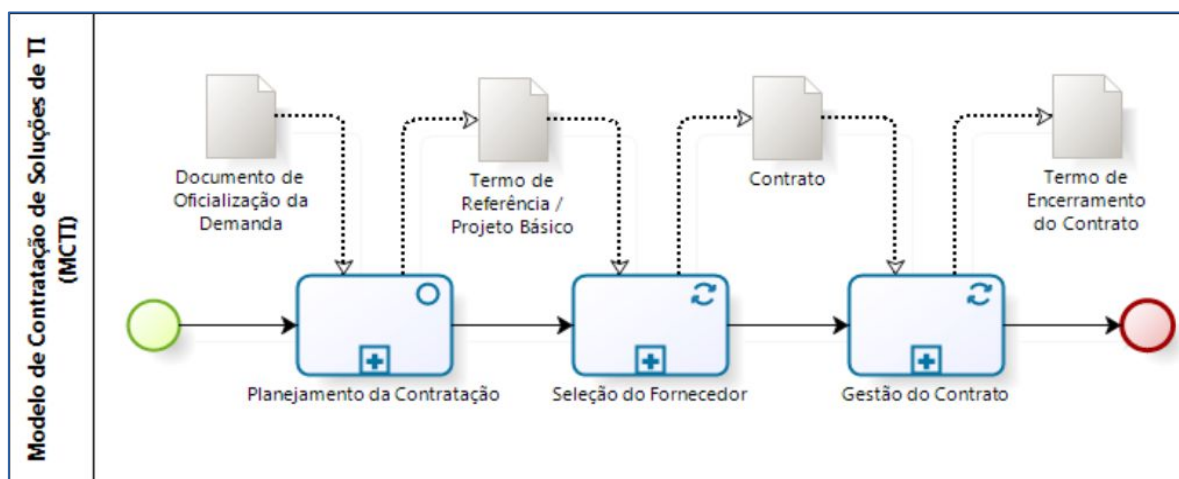 Modelo de Contratação de Soluções de TI
(MCTI)
Documento de
Oficialização da
Demanda
Termo de
Referência /
Projeto Básico
Contrato
Termo de
Encerramento
do Contrato
Planejamento da Contratação
Seleção do Fornecedor
Gestão do Contrato